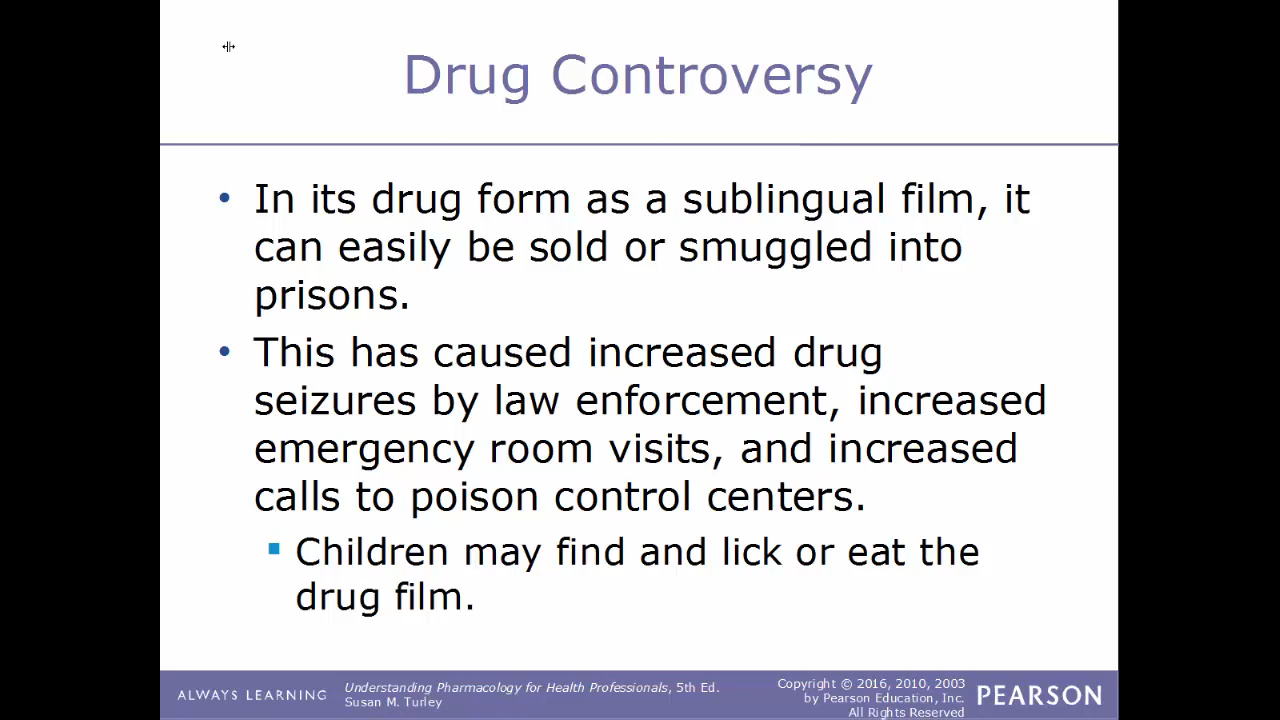 Drug Controversy
• In its drug form as a sublingual film, it
can easily be sold or smuggled into
prisons.
• This has caused increased drug
seizures by law enforcement, increased
emergency room visits, and increased
calls to poison control centers.
▪ Children may find and lick or eat the
drug film.
ALWAYS LEARNING
Understanding Pharmacology for Health Professionals, 5th Ed.
Susan M. Turley
Copyright © 2016, 2010, 2003
by Pearson Education, Inc.
All Rights Reserved
PEARSON